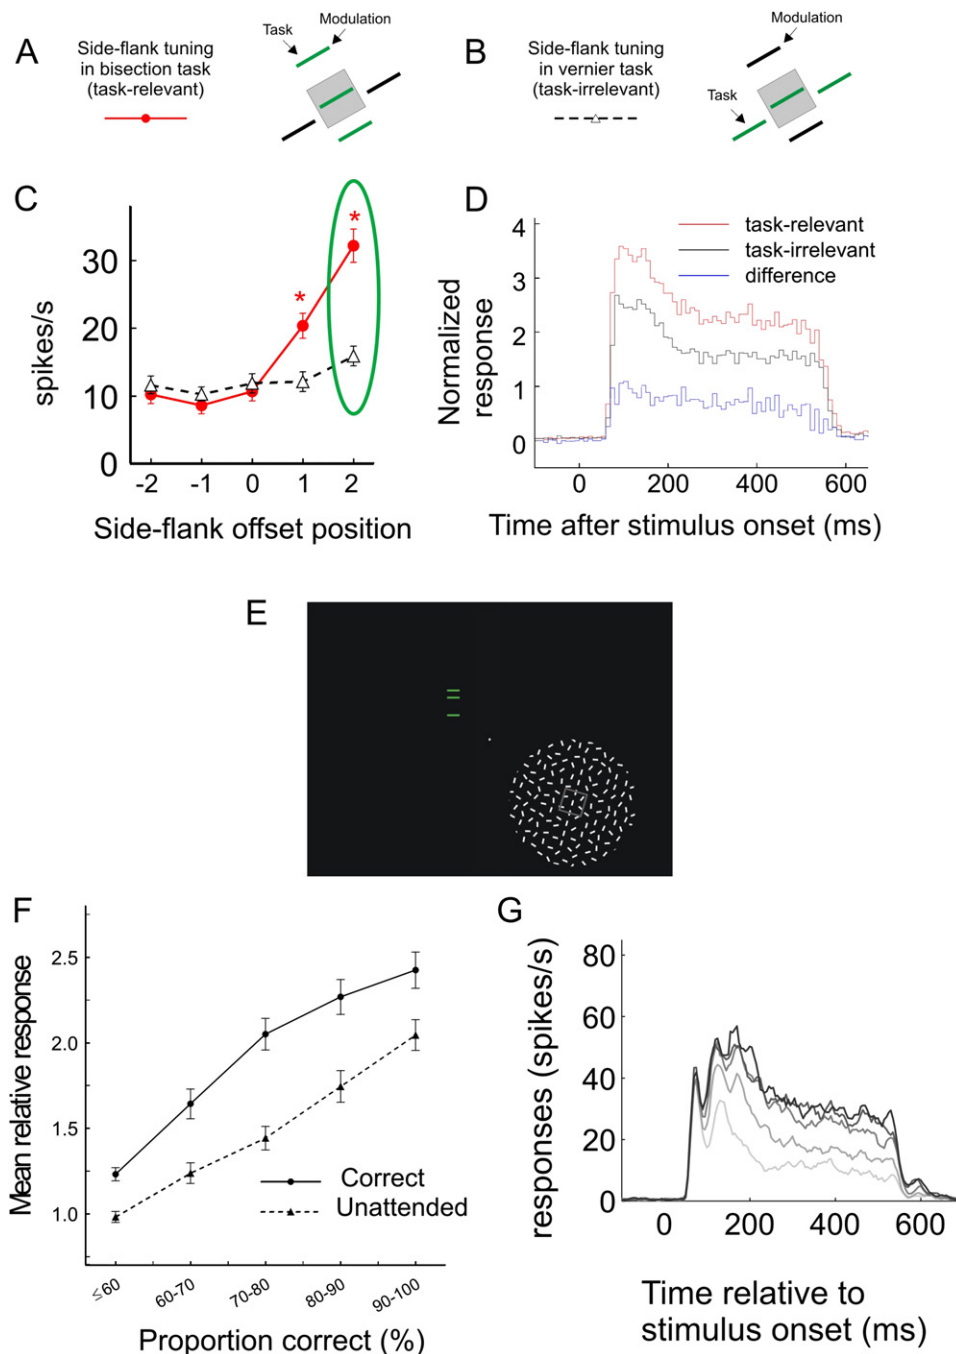 A
Side-flank tuning
in bisection task
(task-relevant)
Task
Modulation
B
Side-flank tuning
in vernier task
(task-irrelevant)
Task
Modulation
C
spikes/s
30
20
10
0
*
*
-2 -1 0 1 2
Side-flank offset position
D
Normalized
response
4
3
2
1
0
task-relevant
task-irrelevant
difference
0 200 400 600
Time after stimulus onset (ms)
E
F
Mean relative response
2.5
2.0
1.5
1.0
Correct
Unattended
≤60 60-70 70-80 80-90 90-100
Proportion correct (%)
G
responses (spikes/s)
80
60
40
20
0
0 200 400 600
Time relative to
stimulus onset (ms)